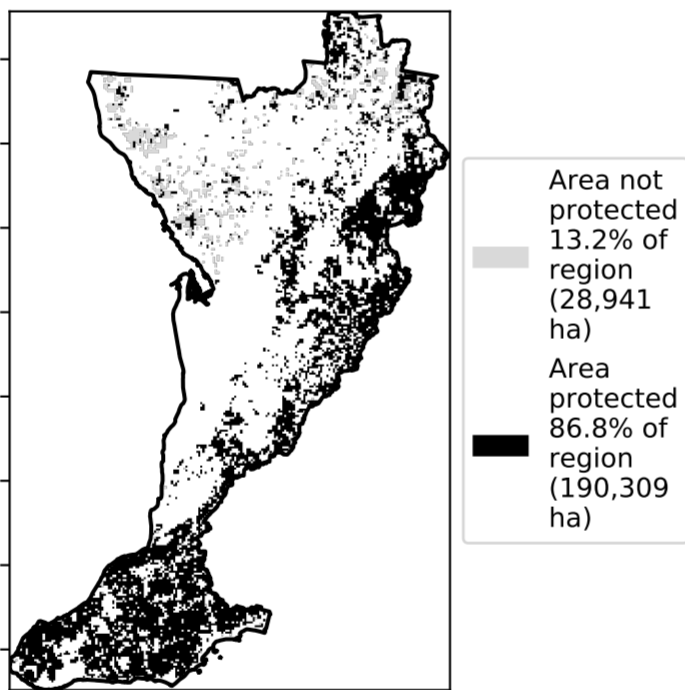 Area not
protected
13.2% of
region
(28,941
ha)
Area
protected
86.8% of
region
(190,309
ha)